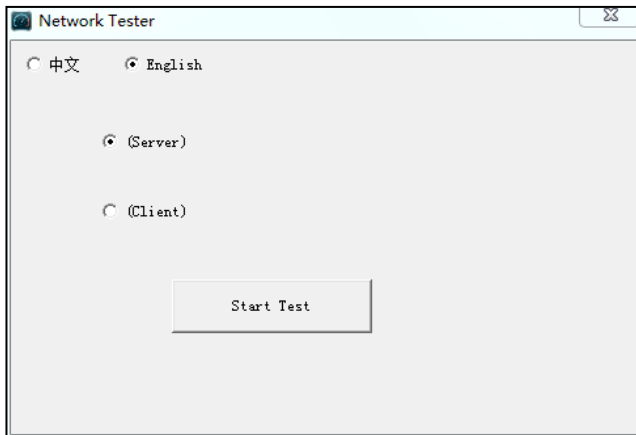 Network Tester
中文 English
(Server)
(Client)
Start Test